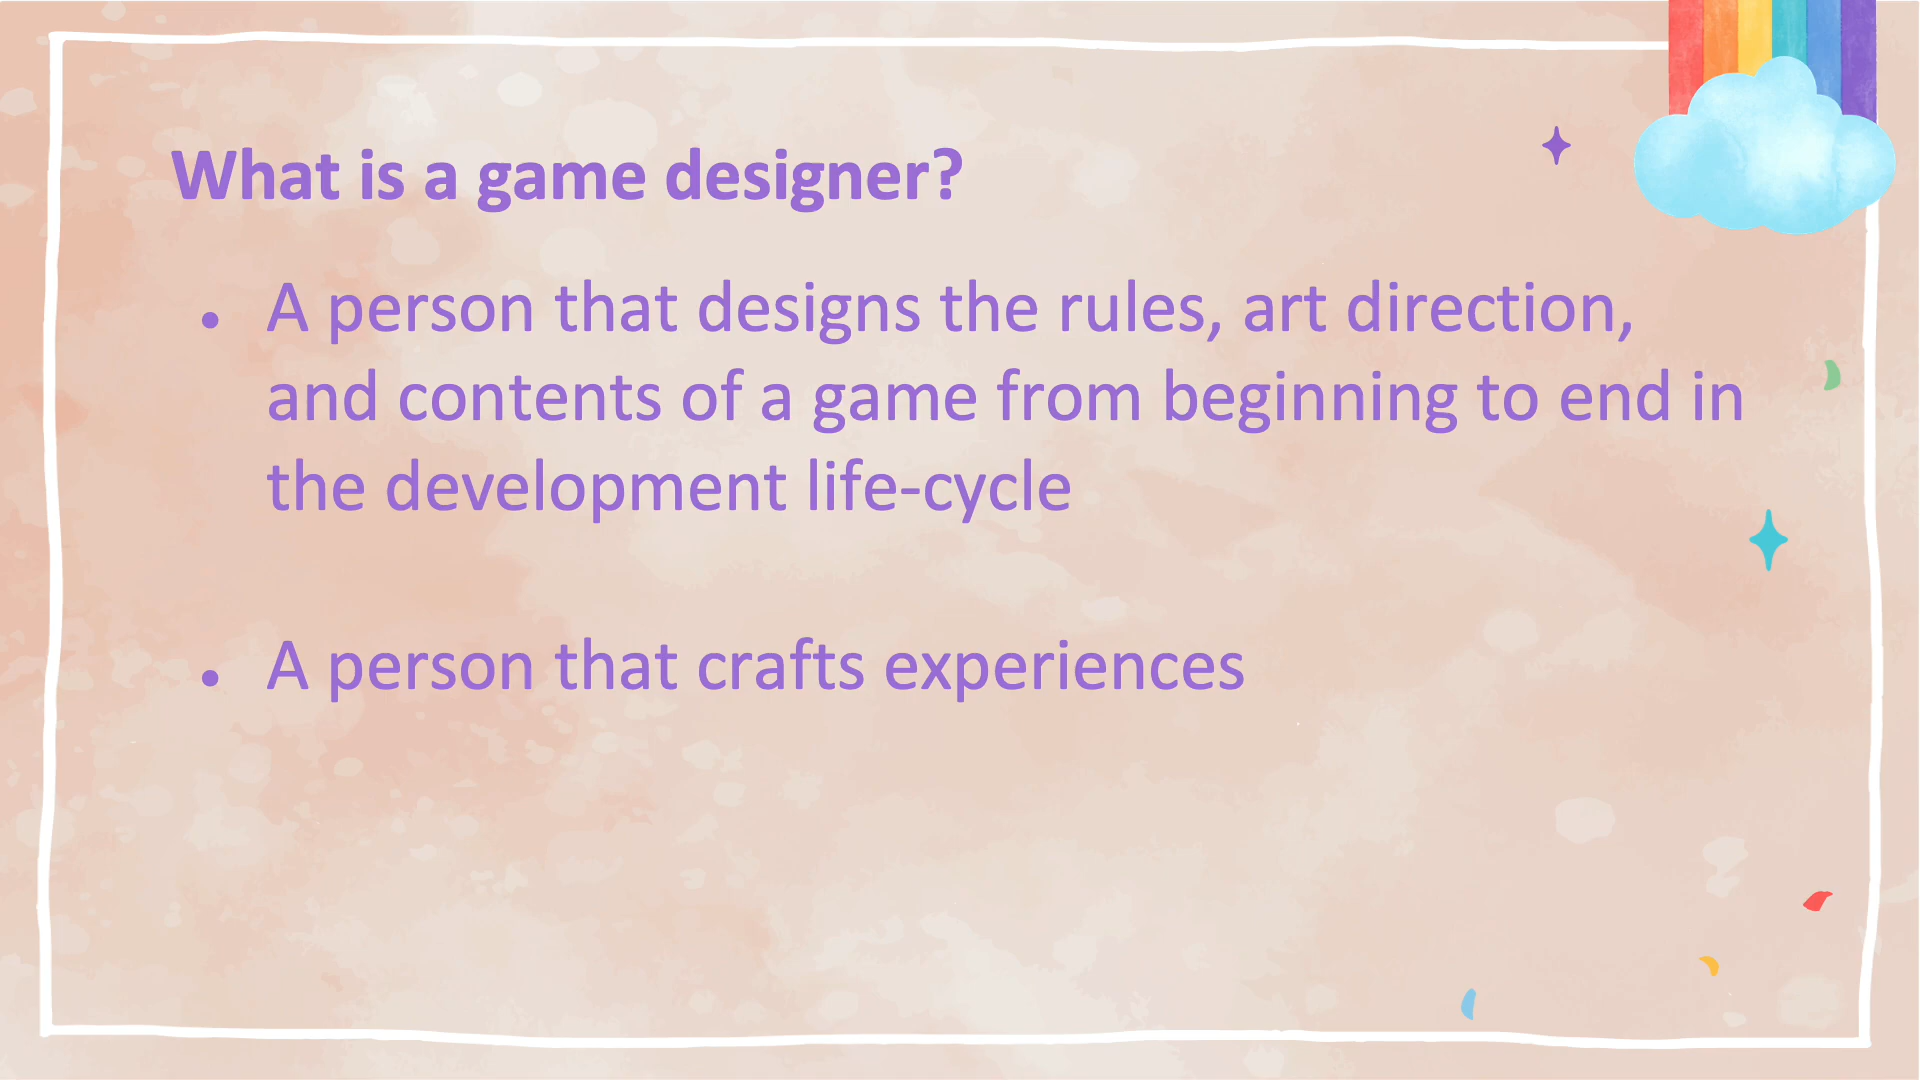 What is a game designer?
• A person that designs the rules, art direction,
and contents of a game from beginning to end in
the development life-cycle
• A person that crafts experiences